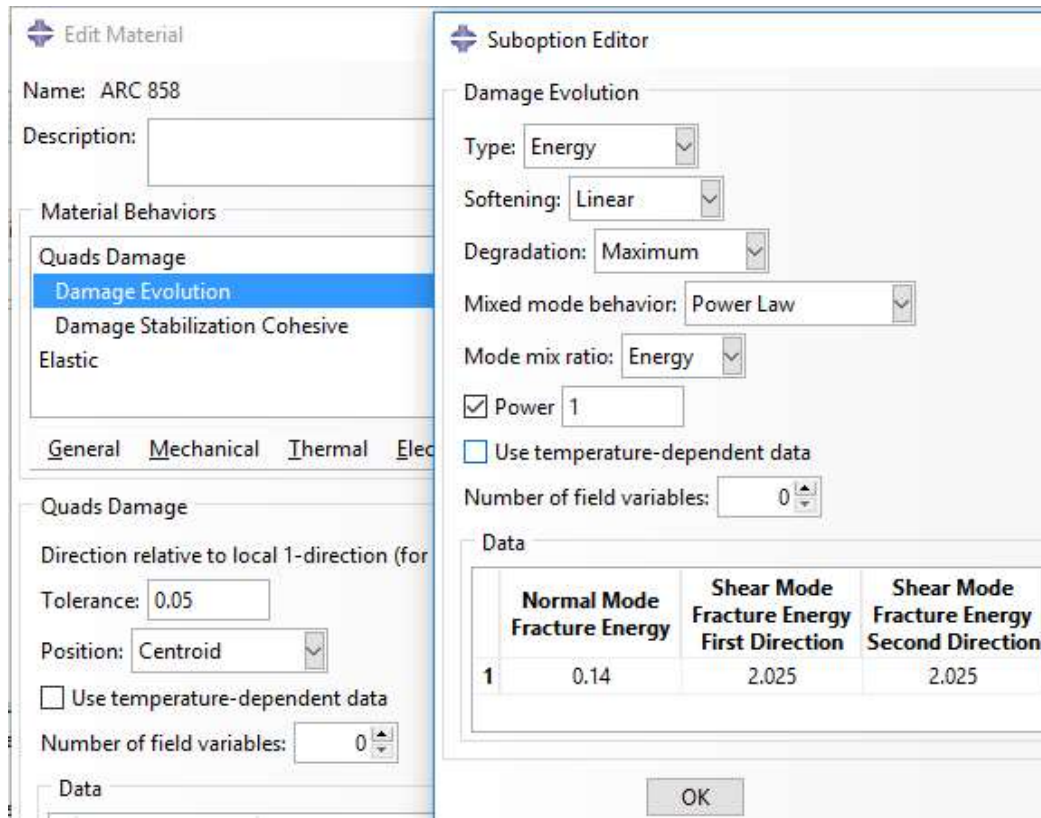 Edit Material
Name: ARC 858
Description:
Material Behaviors
Quads Damage
Damage Evolution
Damage Stabilization Cohesive
Elastic
General Mechanical Thermal Elec
Quads Damage
Direction relative to local 1-direction (for
Tolerance: 0.05
Position: Centroid
Use temperature-dependent data
Number of field variables: 0
Data
Suboption Editor
Damage Evolution
Type: Energy
Softening: Linear
Degradation: Maximum
Mixed mode behavior: Power Law
Mode mix ratio: Energy
Power 1
Use temperature-dependent data
Number of field variables: 0
Data
Normal Mode Fracture Energy
Shear Mode Fracture Energy First Direction
Shear Mode Fracture Energy Second Direction
1 0.14 2.025 2.025
OK